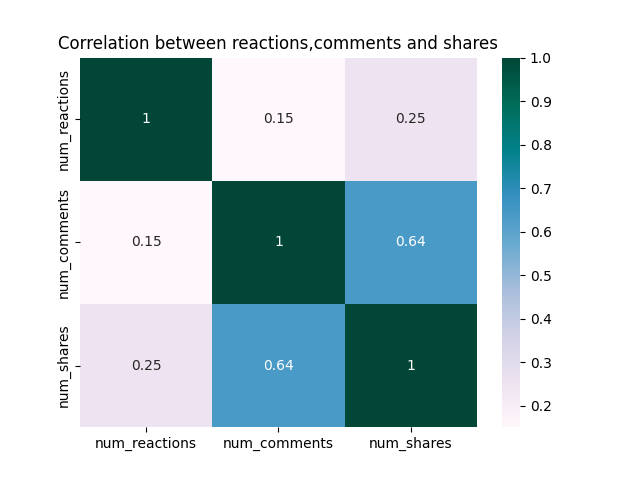 Correlation between reactions,comments and shares
num_reactions
num_comments
num_shares
1
0.15
0.25
0.15
1
0.64
0.25
0.64
1
num_reactions
num_comments
num_shares
1.0
0.9
0.8
0.7
0.6
0.5
0.4
0.3
0.2